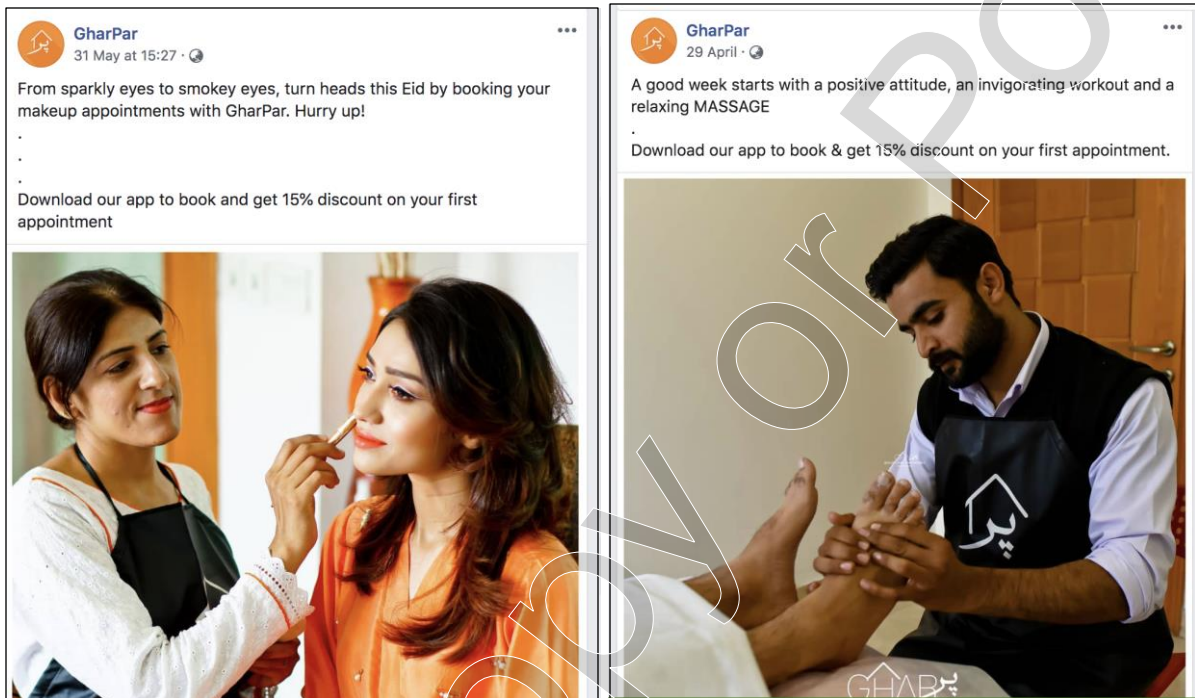 GharPar
31 May at 15:27 ·
From sparkly eyes to smokey eyes, turn heads this Eid by booking your
makeup appointments with GharPar. Hurry up!
.
.
.
Download our app to book and get 15% discount on your first
appointment
GharPar
29 April ·
A good week starts with a positive attitude, an invigorating workout and a
relaxing MASSAGE
.
Download our app to book & get 15% discount on your first appointment.
پر
GHAR پر
opy or Po